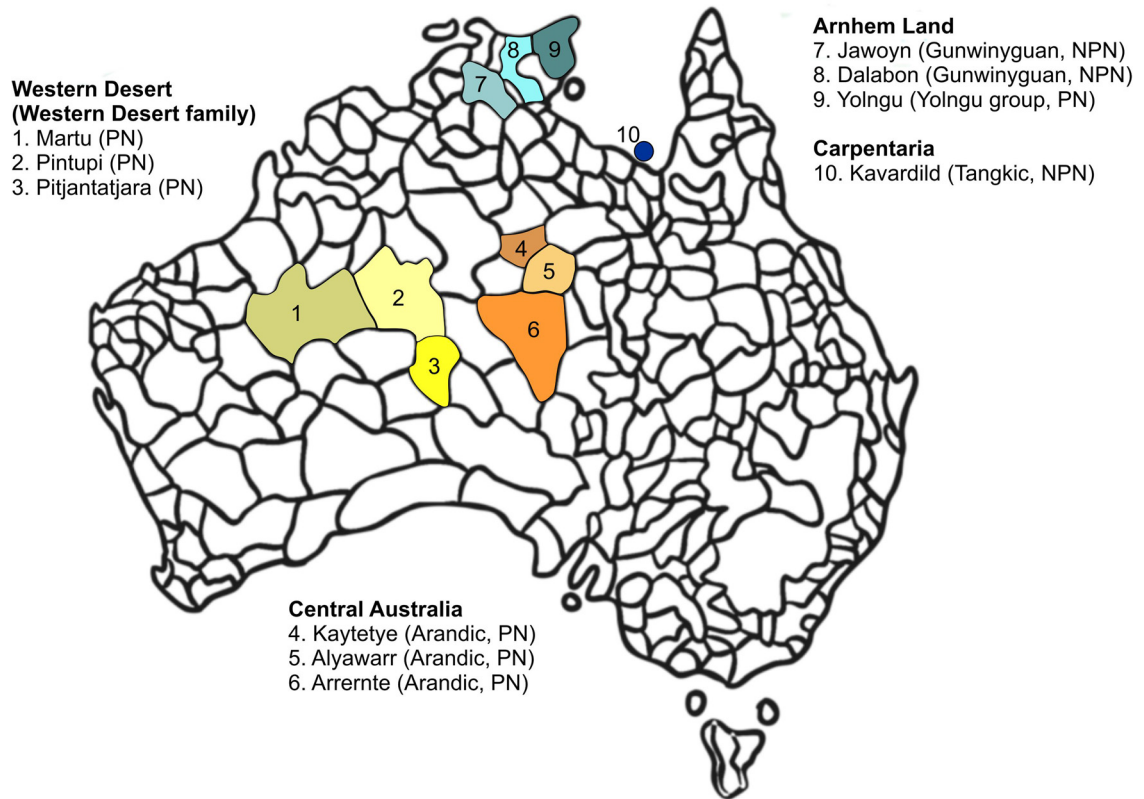 Western Desert
(Western Desert family)
1. Martu (PN)
2. Pintupi (PN)
3. Pitjantatjara (PN)
Arnhem Land
7. Jawoyn (Gunwinyguan, NPN)
8. Dalabon (Gunwinyguan, NPN)
9. Yolngu (Yolngu group, PN)
Carpentaria
10. Kavardild (Tangkic, NPN)
8
9
7
10
4
5
1
2
6
3
Central Australia
4. Kaytetye (Arandic, PN)
5. Alyawarr (Arandic, PN)
6. Arrernte (Arandic, PN)